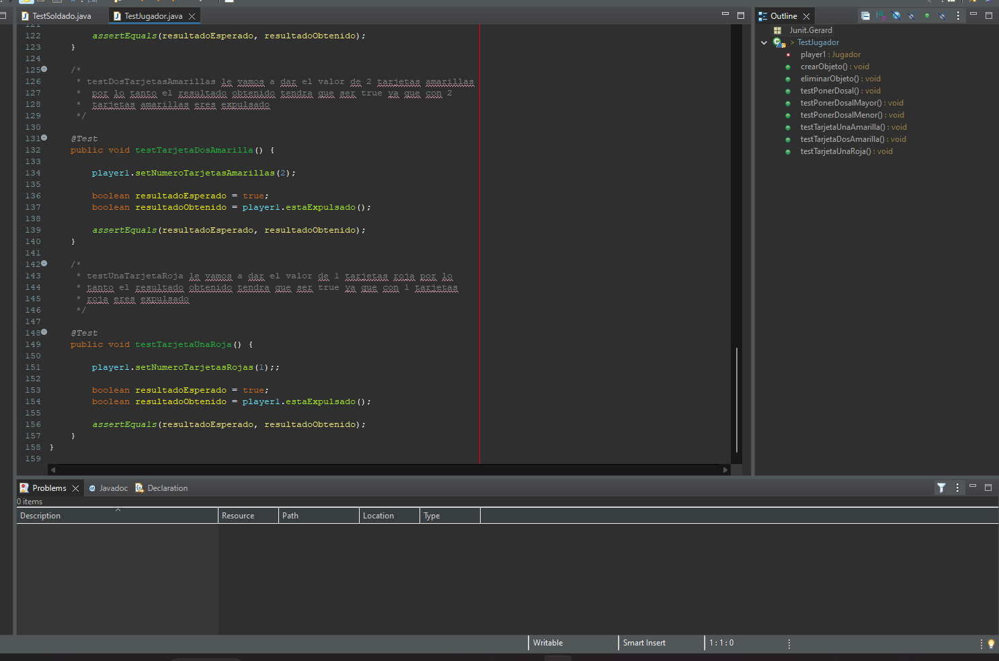 TestSoldado.java
TestJugador.java
121
122 assertEquals(resultadoEsperado, resultadoObtenido);
123 }
124
125 /*
126 * testDosTarjetasAmarillas le vamos a dar el valor de 2 tarjetas amarillas
127 * por lo tanto el resultado obtenido tendra que ser true ya que con 2
128 * tarjetas amarillas eres expulsado
129 */
130
131 @Test
132 public void testTarjetaDosAmarilla() {
133
134 player1.setNumeroTarjetasAmarillas(2);
135
136 boolean resultadoEsperado = true;
137 boolean resultadoObtenido = player1.estaExpulsado();
138
139 assertEquals(resultadoEsperado, resultadoObtenido);
140 }
141
142 /*
143 * testUnaTarjetaRoja le vamos a dar el valor de 1 tarjetas roja por lo
144 * tanto el resultado obtenido tendra que ser true ya que con 1 tarjetas
145 * roja eres expulsado
146 */
147
148 @Test
149 public void testTarjetaUnaRoja() {
150
151 player1.setNumeroTarjetasRojas(1);;
152
153 boolean resultadoEsperado = true;
154 boolean resultadoObtenido = player1.estaExpulsado();
155
156 assertEquals(resultadoEsperado, resultadoObtenido);
157 }
158 }
159
Outline
Junit.Gerard
> TestJugador
player1 : Jugador
crearObjeto() : void
eliminarObjeto() : void
testPonerDosal() : void
testPonerDosalMayor() : void
testPonerDosalMenor() : void
testTarjetaUnaAmarilla() : void
testTarjetaDosAmarilla() : void
testTarjetaUnaRoja() : void
Problems @ Javadoc Declaration
0 items
Description Resource Path Location Type
Writable Smart Insert 1 : 1 : 0